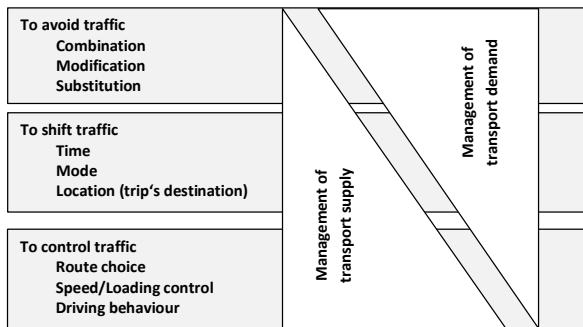 To avoid traffic
Combination
Modification
Substitution
To shift traffic
Time
Mode
Location (trip‘s destination)
To control traffic
Route choice
Speed/Loading control
Driving behaviour
Management of
transport supply
Management of
transport demand